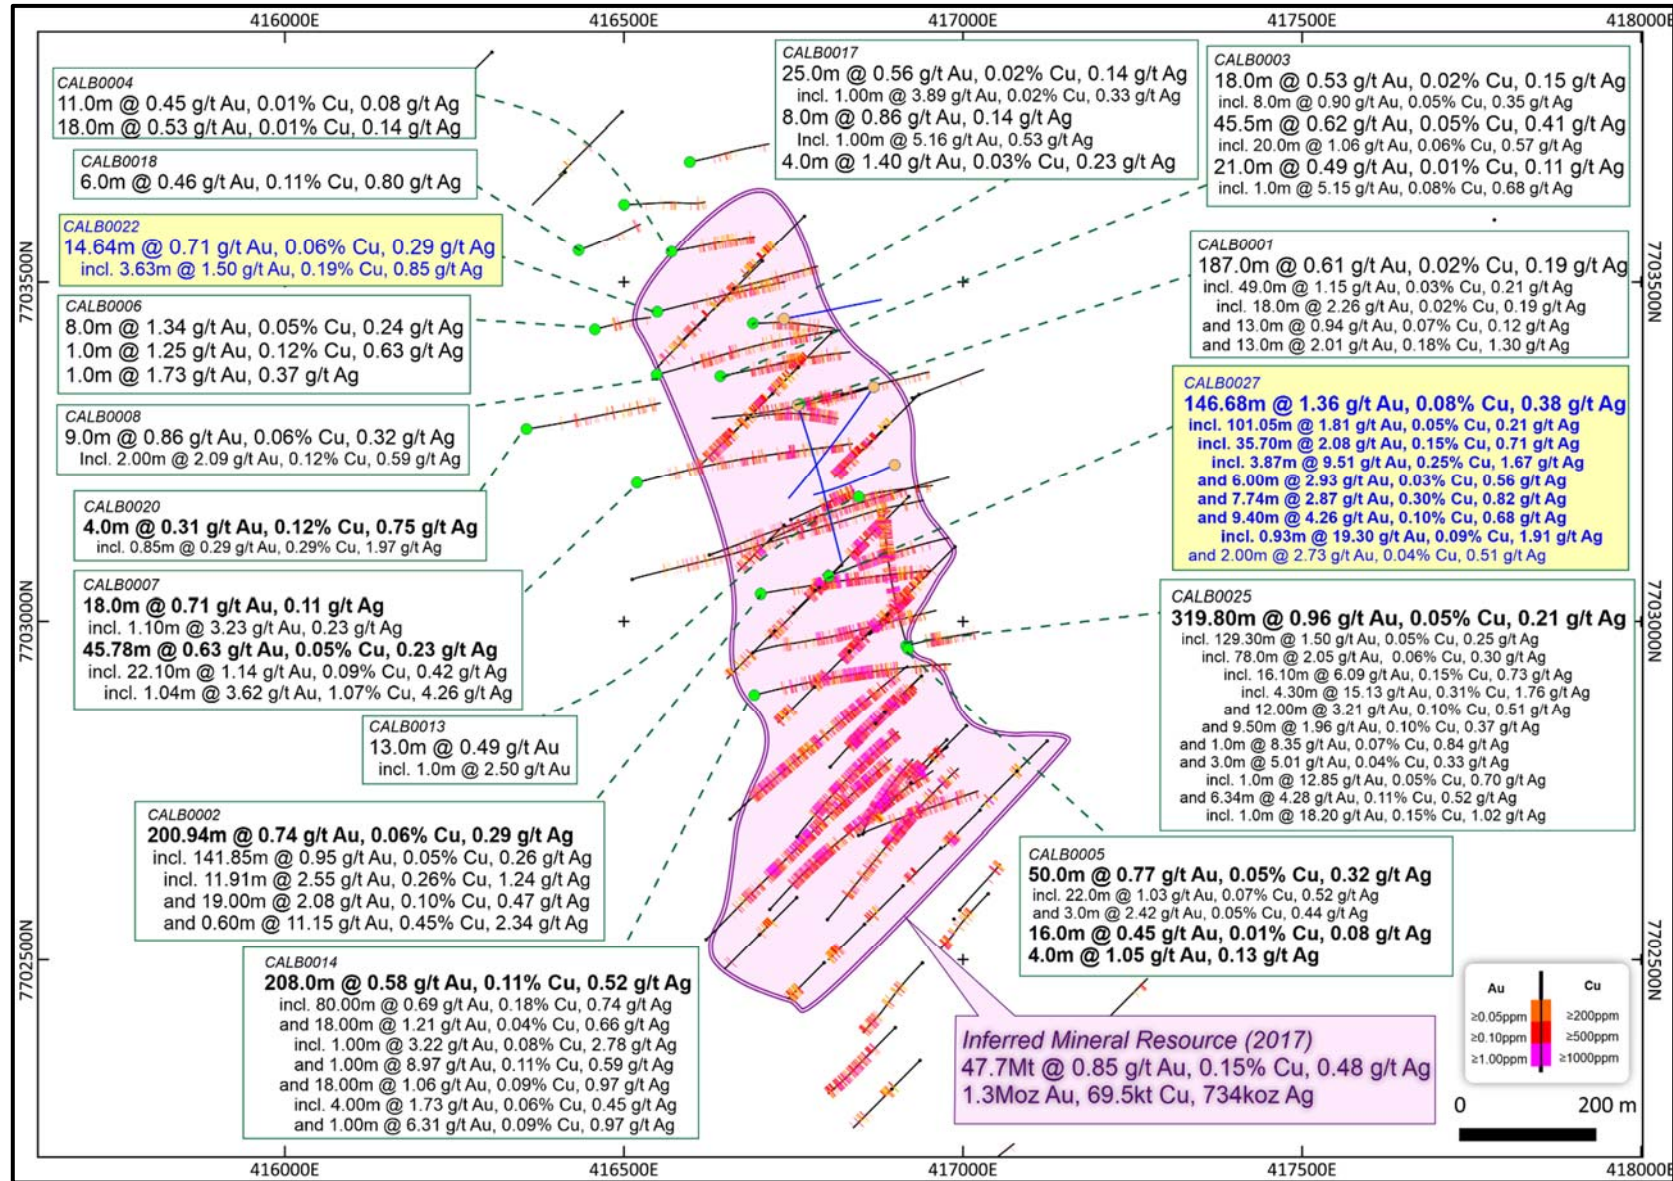 416000E
416500E
417000E
417500E
418000E
CALB0004
11.0m @ 0.45 g/t Au, 0.01% Cu, 0.08 g/t Ag
18.0m @ 0.53 g/t Au, 0.01% Cu, 0.14 g/t Ag
CALB0018
6.0m @ 0.46 g/t Au, 0.11% Cu, 0.80 g/t Ag
CALB0022
14.64m @ 0.71 g/t Au, 0.06% Cu, 0.29 g/t Ag
incl. 3.63m @ 1.50 g/t Au, 0.19% Cu, 0.85 g/t Ag
CALB0006
8.0m @ 1.34 g/t Au, 0.05% Cu, 0.24 g/t Ag
1.0m @ 1.25 g/t Au, 0.12% Cu, 0.63 g/t Ag
1.0m @ 1.73 g/t Au, 0.37 g/t Ag
CALB0008
9.0m @ 0.86 g/t Au, 0.06% Cu, 0.32 g/t Ag
Incl. 2.00m @ 2.09 g/t Au, 0.12% Cu, 0.59 g/t Ag
CALB0020
4.0m @ 0.31 g/t Au, 0.12% Cu, 0.75 g/t Ag
incl. 0.85m @ 0.29 g/t Au, 0.29% Cu, 1.97 g/t Ag
CALB0007
18.0m @ 0.71 g/t Au, 0.11 g/t Ag
incl. 1.10m @ 3.23 g/t Au, 0.23 g/t Ag
45.78m @ 0.63 g/t Au, 0.05% Cu, 0.23 g/t Ag
incl. 22.10m @ 1.14 g/t Au, 0.09% Cu, 0.42 g/t Ag
incl. 1.04m @ 3.62 g/t Au, 1.07% Cu, 4.26 g/t Ag
CALB0013
13.0m @ 0.49 g/t Au
incl. 1.0m @ 2.50 g/t Au
CALB0002
200.94m @ 0.74 g/t Au, 0.06% Cu, 0.29 g/t Ag
incl. 141.85m @ 0.95 g/t Au, 0.05% Cu, 0.26 g/t Ag
incl. 11.91m @ 2.55 g/t Au, 0.26% Cu, 1.24 g/t Ag
and 19.00m @ 2.08 g/t Au, 0.10% Cu, 0.47 g/t Ag
and 0.60m @ 11.15 g/t Au, 0.45% Cu, 2.34 g/t Ag
CALB0014
208.0m @ 0.58 g/t Au, 0.11% Cu, 0.52 g/t Ag
incl. 80.00m @ 0.69 g/t Au, 0.18% Cu, 0.74 g/t Ag
and 18.00m @ 1.21 g/t Au, 0.04% Cu, 0.66 g/t Ag
incl. 1.00m @ 3.22 g/t Au, 0.08% Cu, 2.78 g/t Ag
and 1.00m @ 8.97 g/t Au, 0.11% Cu, 0.59 g/t Ag
and 18.00m @ 1.06 g/t Au, 0.09% Cu, 0.97 g/t Ag
incl. 4.00m @ 1.73 g/t Au, 0.06% Cu, 0.45 g/t Ag
and 1.00m @ 6.31 g/t Au, 0.09% Cu, 0.97 g/t Ag
CALB0017
25.0m @ 0.56 g/t Au, 0.02% Cu, 0.14 g/t Ag
incl. 1.00m @ 3.89 g/t Au, 0.02% Cu, 0.33 g/t Ag
8.0m @ 0.86 g/t Au, 0.14 g/t Ag
Incl. 1.00m @ 5.16 g/t Au, 0.53 g/t Ag
4.0m @ 1.40 g/t Au, 0.03% Cu, 0.23 g/t Ag
CALB0003
18.0m @ 0.53 g/t Au, 0.02% Cu, 0.15 g/t Ag
incl. 8.0m @ 0.90 g/t Au, 0.05% Cu, 0.35 g/t Ag
45.5m @ 0.62 g/t Au, 0.05% Cu, 0.41 g/t Ag
incl. 20.0m @ 1.06 g/t Au, 0.06% Cu, 0.57 g/t Ag
21.0m @ 0.49 g/t Au, 0.01% Cu, 0.11 g/t Ag
incl. 1.0m @ 5.15 g/t Au, 0.08% Cu, 0.68 g/t Ag
CALB0001
187.0m @ 0.61 g/t Au, 0.02% Cu, 0.19 g/t Ag
incl. 49.0m @ 1.15 g/t Au, 0.03% Cu, 0.21 g/t Ag
incl. 18.0m @ 2.26 g/t Au, 0.02% Cu, 0.19 g/t Ag
and 13.0m @ 0.94 g/t Au, 0.07% Cu, 0.12 g/t Ag
and 13.0m @ 2.01 g/t Au, 0.18% Cu, 1.30 g/t Ag
CALB0027
146.68m @ 1.36 g/t Au, 0.08% Cu, 0.38 g/t Ag
incl. 101.05m @ 1.81 g/t Au, 0.05% Cu, 0.21 g/t Ag
incl. 35.70m @ 2.08 g/t Au, 0.15% Cu, 0.71 g/t Ag
incl. 3.87m @ 9.51 g/t Au, 0.25% Cu, 1.67 g/t Ag
and 6.00m @ 2.93 g/t Au, 0.03% Cu, 0.56 g/t Ag
and 7.74m @ 2.87 g/t Au, 0.30% Cu, 0.82 g/t Ag
and 9.40m @ 4.26 g/t Au, 0.10% Cu, 0.68 g/t Ag
incl. 0.93m @ 19.30 g/t Au, 0.09% Cu, 1.91 g/t Ag
and 2.00m @ 2.73 g/t Au, 0.04% Cu, 0.51 g/t Ag
CALB0025
319.80m @ 0.96 g/t Au, 0.05% Cu, 0.21 g/t Ag
incl. 129.30m @ 1.50 g/t Au, 0.05% Cu, 0.25 g/t Ag
incl. 78.0m @ 2.05 g/t Au, 0.06% Cu, 0.30 g/t Ag
incl. 16.10m @ 6.09 g/t Au, 0.15% Cu, 0.73 g/t Ag
incl. 4.30m @ 15.13 g/t Au, 0.31% Cu, 1.76 g/t Ag
and 12.00m @ 3.21 g/t Au, 0.10% Cu, 0.51 g/t Ag
and 9.50m @ 1.96 g/t Au, 0.10% Cu, 0.37 g/t Ag
and 1.0m @ 8.35 g/t Au, 0.07% Cu, 0.84 g/t Ag
and 3.0m @ 5.01 g/t Au, 0.04% Cu, 0.33 g/t Ag
incl. 1.0m @ 12.85 g/t Au, 0.05% Cu, 0.70 g/t Ag
and 6.34m @ 4.28 g/t Au, 0.11% Cu, 0.52 g/t Ag
incl. 1.0m @ 18.20 g/t Au, 0.15% Cu, 1.02 g/t Ag
CALB0005
50.0m @ 0.77 g/t Au, 0.05% Cu, 0.32 g/t Ag
incl. 22.0m @ 1.03 g/t Au, 0.07% Cu, 0.52 g/t Ag
and 3.0m @ 2.42 g/t Au, 0.05% Cu, 0.44 g/t Ag
16.0m @ 0.45 g/t Au, 0.01% Cu, 0.08 g/t Ag
4.0m @ 1.05 g/t Au, 0.13 g/t Ag
Inferred Mineral Resource (2017)
47.7Mt @ 0.85 g/t Au, 0.15% Cu, 0.48 g/t Ag
1.3Moz Au, 69.5kt Cu, 734koz Ag
Au Cu
≥0.05ppm ≥200ppm
≥0.10ppm ≥500ppm
≥1.00ppm ≥1000ppm
0 200 m
7703500N
7703000N
7702500N
7703500N
7703000N
7702500N
416000E
416500E
417000E
417500E
418000E